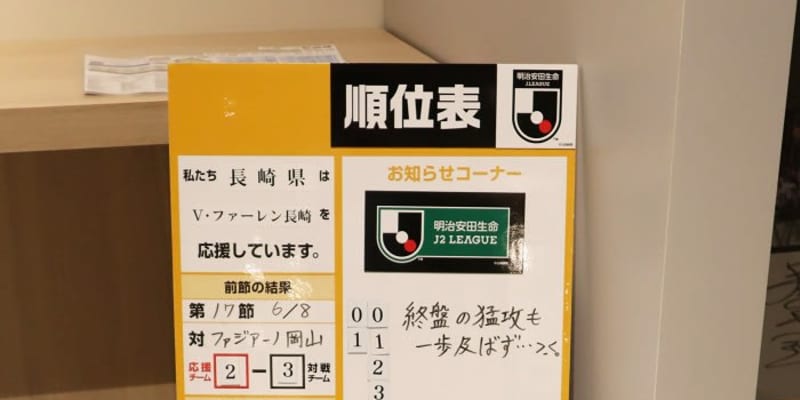 順位表
明治安田生命
J.LEAGUE
私たち 長崎県 は
V・ファーレン長崎 を
応援しています。
前節の結果
第 17 節 6/8
対 ファジアーノ岡山
応援チーム 2 － 3 対戦チーム
お知らせコーナー
明治安田生命
J2 LEAGUE
終盤の猛攻も
一歩及ばず…
0 0
1 1
2
3